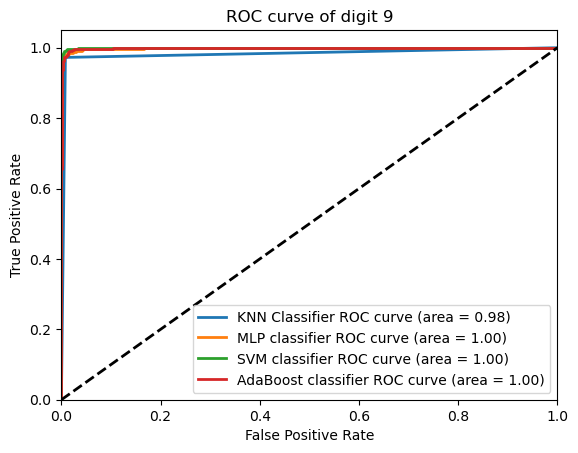 ROC curve of digit 9
True Positive Rate
1.0
0.8
0.6
0.4
0.2
0.0
KNN Classifier ROC curve (area = 0.98)
MLP classifier ROC curve (area = 1.00)
SVM classifier ROC curve (area = 1.00)
AdaBoost classifier ROC curve (area = 1.00)
0.0 0.2 0.4 0.6 0.8 1.0
False Positive Rate